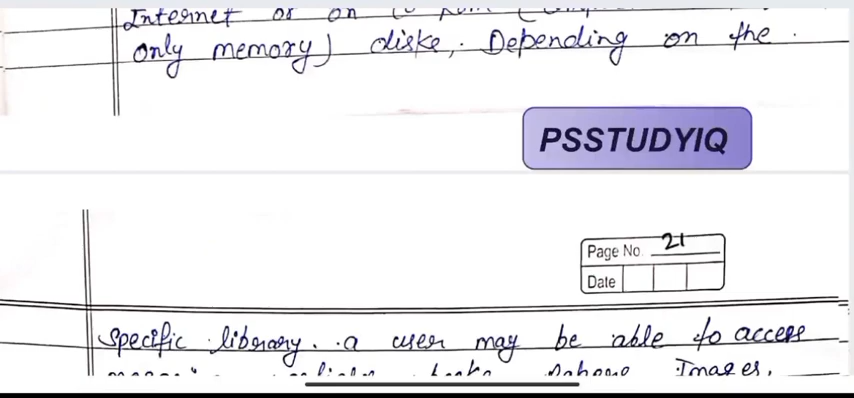 Internet or on
only memory) diske,. Depending on the .
PSSTUDYIQ
Page No. 21
Date
Specific library. .a user may be able to access
Images,